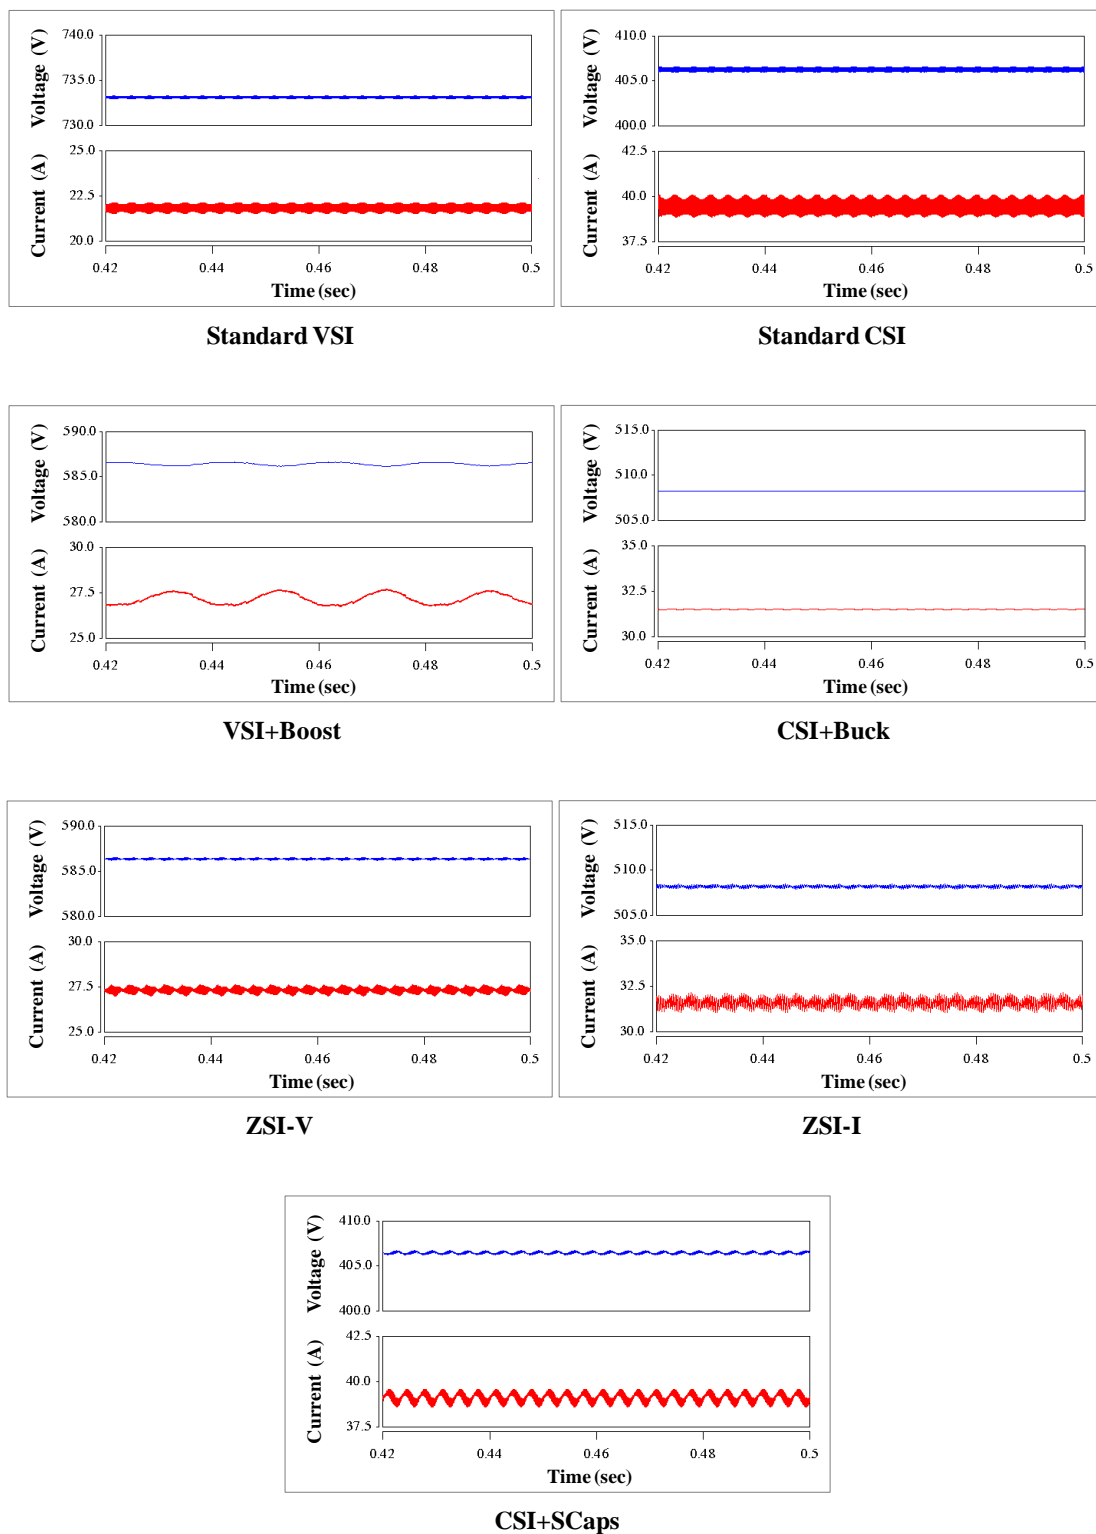 740.0
735.0
730.0
Voltage (V)
25.0
22.5
20.0
Current (A)
0.42 0.44 0.46 0.48 0.5
Time (sec)
Standard VSI
410.0
405.0
400.0
Voltage (V)
42.5
40.0
37.5
Current (A)
0.42 0.44 0.46 0.48 0.5
Time (sec)
Standard CSI
590.0
585.0
580.0
Voltage (V)
30.0
27.5
25.0
Current (A)
0.42 0.44 0.46 0.48 0.5
Time (sec)
VSI+Boost
515.0
510.0
505.0
Voltage (V)
35.0
32.5
30.0
Current (A)
0.42 0.44 0.46 0.48 0.5
Time (sec)
CSI+Buck
590.0
585.0
580.0
Voltage (V)
30.0
27.5
25.0
Current (A)
0.42 0.44 0.46 0.48 0.5
Time (sec)
ZSI-V
515.0
510.0
505.0
Voltage (V)
35.0
32.5
30.0
Current (A)
0.42 0.44 0.46 0.48 0.5
Time (sec)
ZSI-I
410.0
405.0
400.0
Voltage (V)
42.5
40.0
37.5
Current (A)
0.42 0.44 0.46 0.48 0.5
Time (sec)
CSI+SCaps